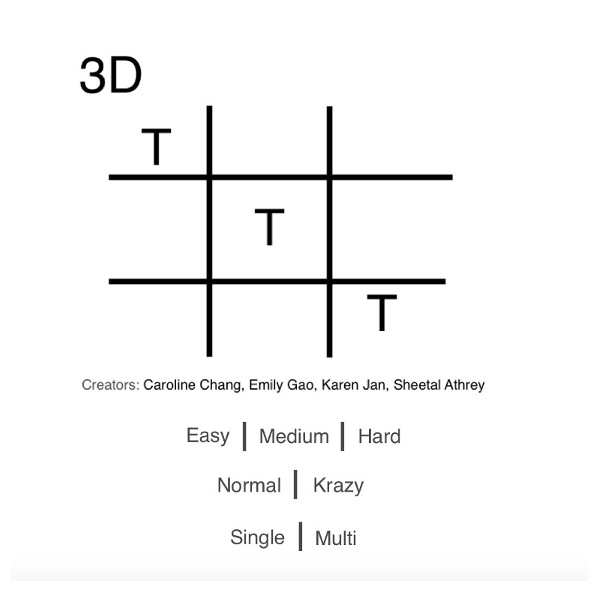 3D
T
T
T
Creators: Caroline Chang, Emily Gao, Karen Jan, Sheetal Athrey
Easy | Medium | Hard
Normal | Krazy
Single | Multi